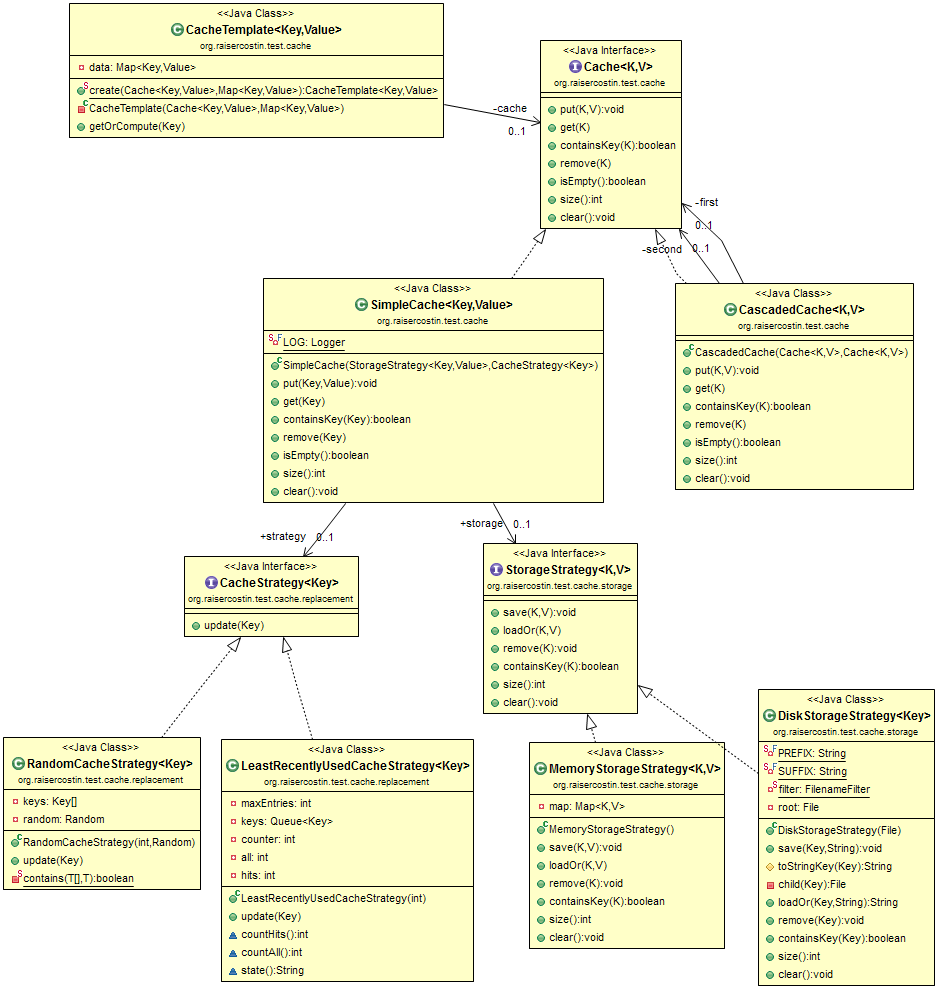 <<Java Class>>
CacheTemplate<Key,Value>
org.raisercostin.test.cache
data: Map<Key,Value>
create(Cache<Key,Value>,Map<Key,Value>):CacheTemplate<Key,Value>
CacheTemplate(Cache<Key,Value>,Map<Key,Value>)
getOrCompute(Key)
-cache
0..1
<<Java Interface>>
Cache<K,V>
org.raisercostin.test.cache
put(K,V):void
get(K)
containsKey(K):boolean
remove(K)
isEmpty():boolean
size():int
clear():void
-first
0..1
-second
0..1
<<Java Class>>
SimpleCache<Key,Value>
org.raisercostin.test.cache
LOG: Logger
SimpleCache(StorageStrategy<Key,Value>,CacheStrategy<Key>)
put(Key,Value):void
get(Key)
containsKey(Key):boolean
remove(Key)
isEmpty():boolean
size():int
clear():void
<<Java Class>>
CascadedCache<K,V>
org.raisercostin.test.cache
CascadedCache(Cache<K,V>,Cache<K,V>)
put(K,V):void
get(K)
containsKey(K):boolean
remove(K)
isEmpty():boolean
size():int
clear():void
+strategy
0..1
+storage
0..1
<<Java Interface>>
CacheStrategy<Key>
org.raisercostin.test.cache.replacement
update(Key)
<<Java Interface>>
StorageStrategy<K,V>
org.raisercostin.test.cache.storage
save(K,V):void
loadOr(K,V)
remove(K):void
containsKey(K):boolean
size():int
clear():void
<<Java Class>>
RandomCacheStrategy<Key>
org.raisercostin.test.cache.replacement
keys: Key[]
random: Random
RandomCacheStrategy(int,Random)
update(Key)
contains(T[],T):boolean
<<Java Class>>
LeastRecentlyUsedCacheStrategy<Key>
org.raisercostin.test.cache.replacement
maxEntries: int
keys: Queue<Key>
counter: int
all: int
hits: int
LeastRecentlyUsedCacheStrategy(int)
update(Key)
countHits():int
countAll():int
state():String
<<Java Class>>
MemoryStorageStrategy<K,V>
org.raisercostin.test.cache.storage
map: Map<K,V>
MemoryStorageStrategy()
save(K,V):void
loadOr(K,V)
remove(K):void
containsKey(K):boolean
size():int
clear():void
<<Java Class>>
DiskStorageStrategy<Key>
org.raisercostin.test.cache.storage
PREFIX: String
SUFFIX: String
filter: FilenameFilter
root: File
DiskStorageStrategy(File)
save(Key,String):void
toStringKey(Key):String
child(Key):File
loadOr(Key,String):String
remove(Key):void
containsKey(Key):boolean
size():int
clear():void